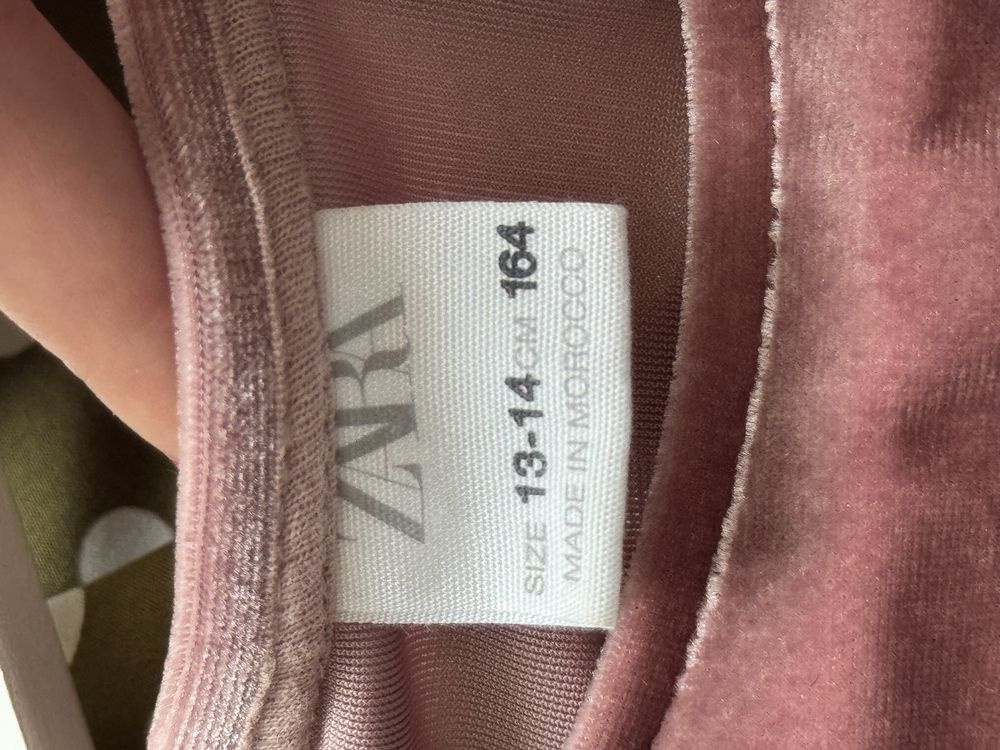 ZARA
SIZE 13-14 CM 164
MADE IN MOROCCO